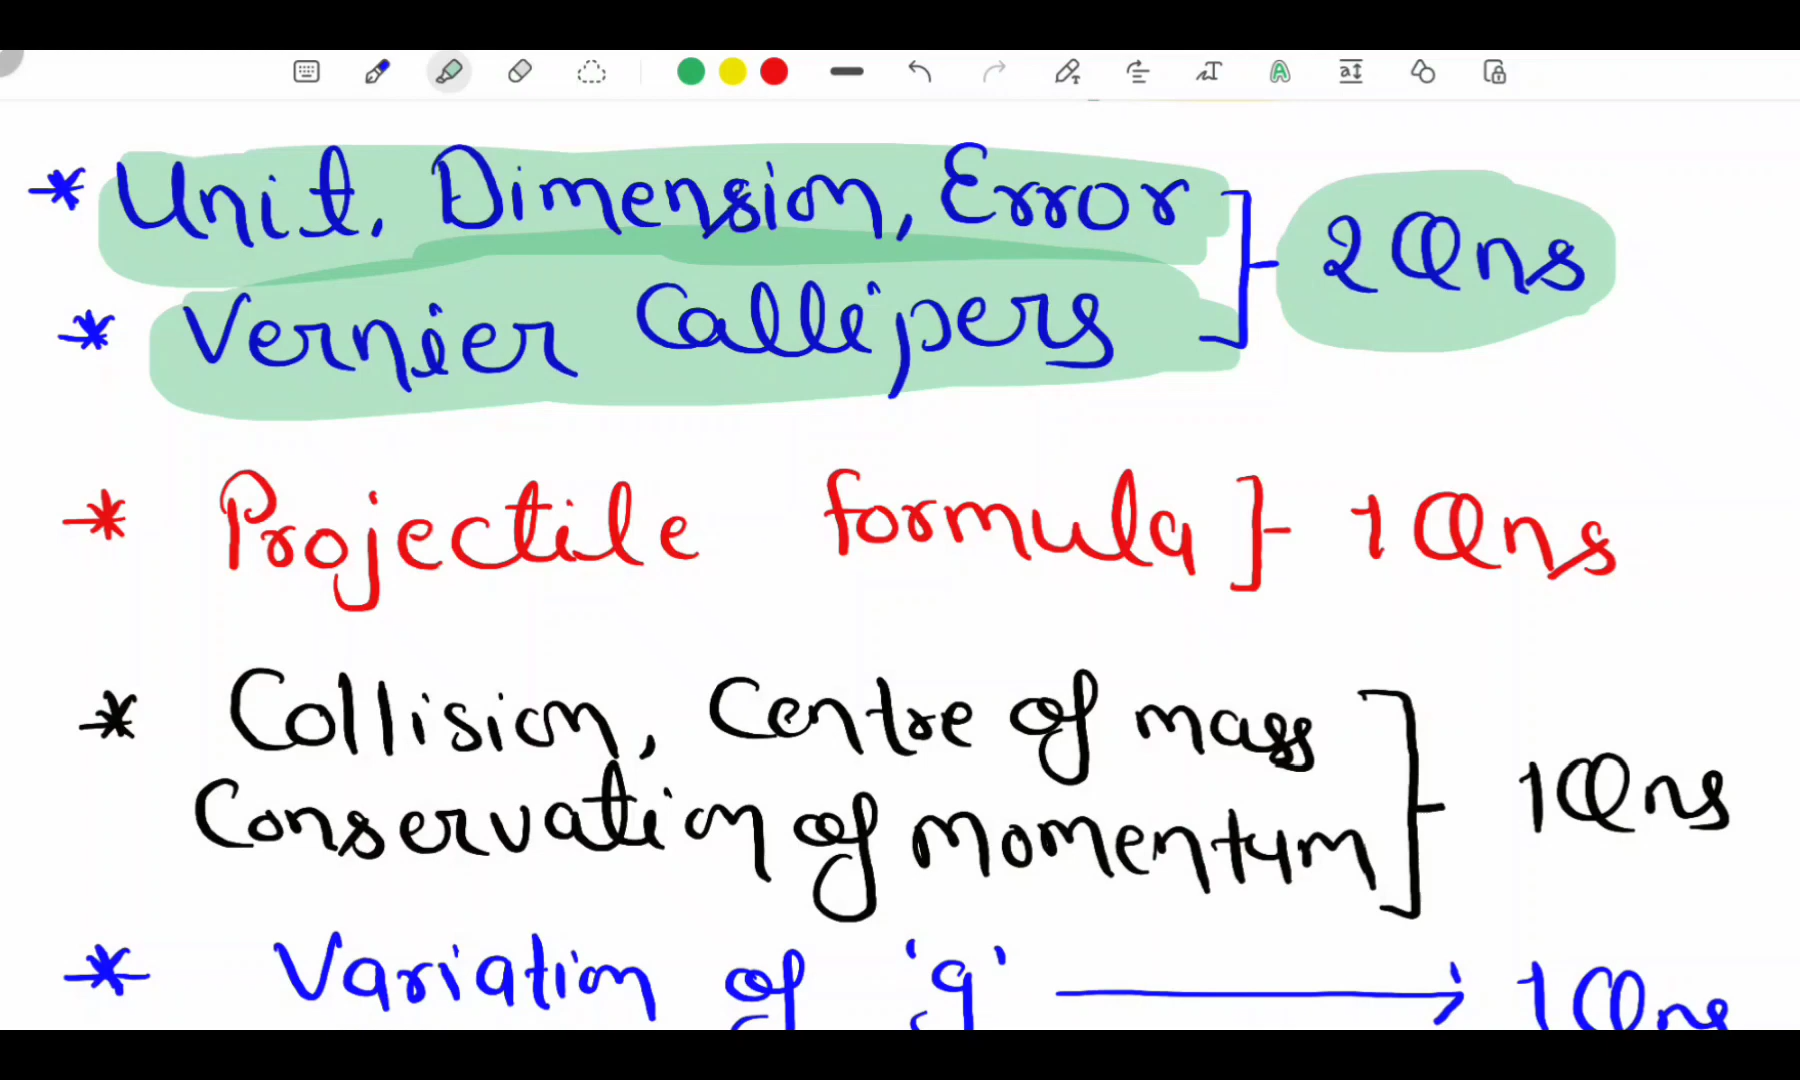 * Unit, Dimension, Error
* Vernier Callipers ] - 2 Qns
* Projectile formula ] - 1 Qns
* Collision, Centre of mass
Conservation of momentum ] - 1 Qns
* Variation of 'g' → 1 Qns